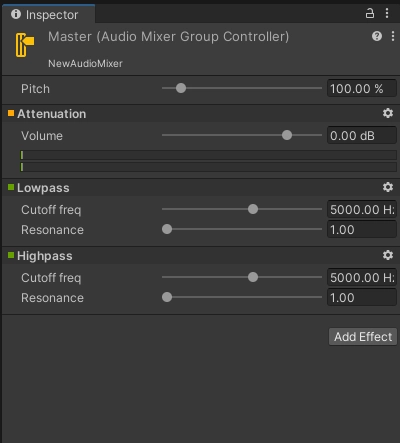 Inspector
Master (Audio Mixer Group Controller)
NewAudioMixer
Pitch 100.00 %
Attenuation
Volume 0.00 dB
Lowpass
Cutoff freq 5000.00 H
Resonance 1.00
Highpass
Cutoff freq 5000.00 H
Resonance 1.00
Add Effect